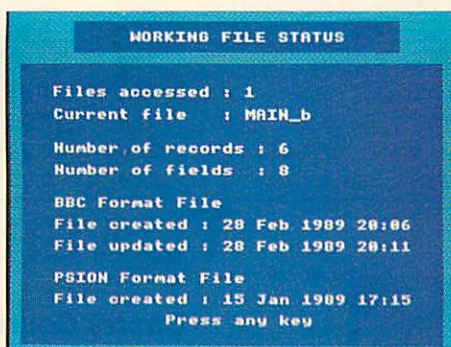 WORKING FILE STATUS
Files accessed : 1
Current file : MAIN_b
Number of records : 6
Number of fields : 8
BBC Format File
File created : 28 Feb 1989 20:06
File updated : 28 Feb 1989 20:11
PSION Format File
File created : 15 Jan 1989 17:15
Press any key